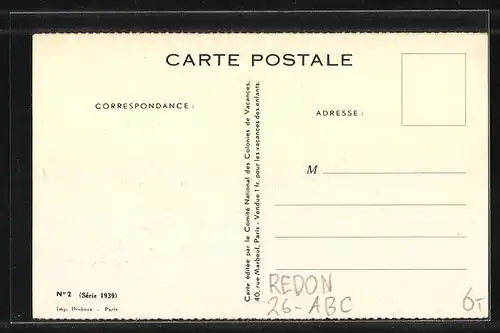 CARTE POSTALE
CORRESPONDANCE :
ADRESSE :
M
Carte éditée par le Comité National des Colonies de Vacances,
40, rue Marbeuf, Paris - Vendue 1 fr. pour les vacances des enfants.
Nº 2 (Série 1939)
Imp. - Paris
REDON
26-ABC
6,-